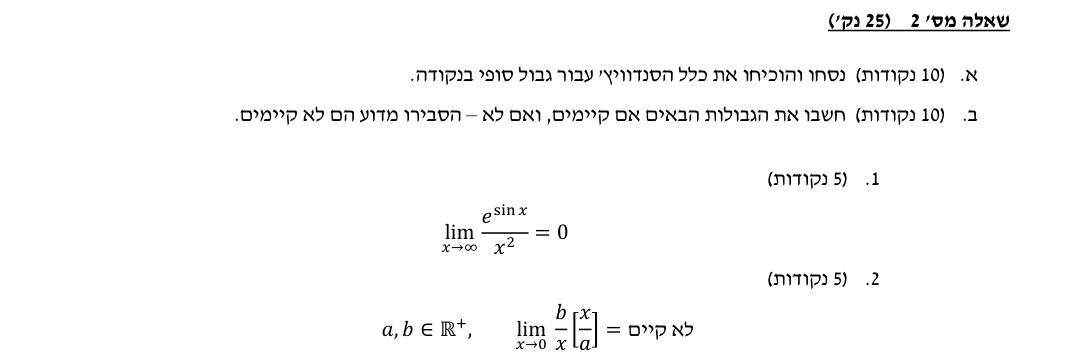 שאלה מס׳ 2 (25 נק׳)
א. (10 נקודות) נסחו והוכיחו את כלל הסנדוויץ׳ עבור גבול סופי בנקודה.
ב. (10 נקודות) חשבו את הגבולות הבאים אם קיימים, ואם לא – הסבירו מדוע הם לא קיימים.
1. (5 נקודות)
lim_{x→∞} e^{sin x} / x^2 = 0
2. (5 נקודות)
a, b ∈ ℝ⁺, lim_{x→0} b/x [x/a] = לא קיים